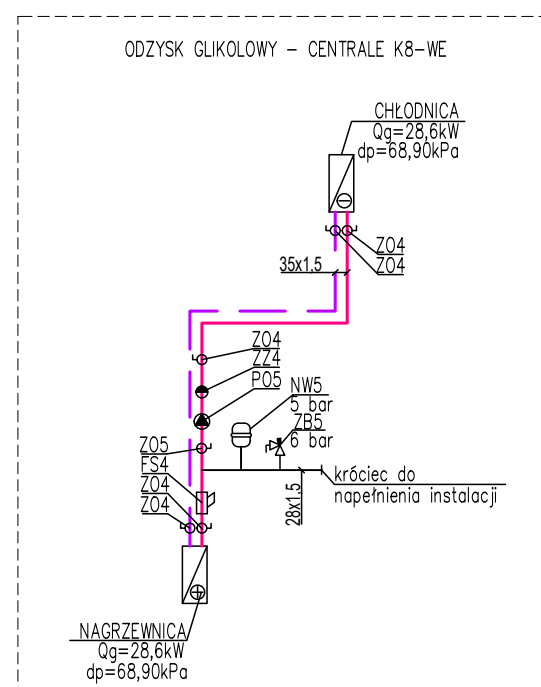 ODZYSK GLIKOLOWY – CENTRALE K8-WE
CHŁODNICA
Qg=28,6kW
dp=68,90kPa
ZO4
ZO4
35x1,5
ZO4
ZZ4
PO5
NW5
5 bar
ZB5
6 bar
ZO5
FS4
ZO4
ZO4
króciec do
napełnienia instalacji
28x1,5
NAGRZEWNICA
Qg=28,6kW
dp=68,90kPa